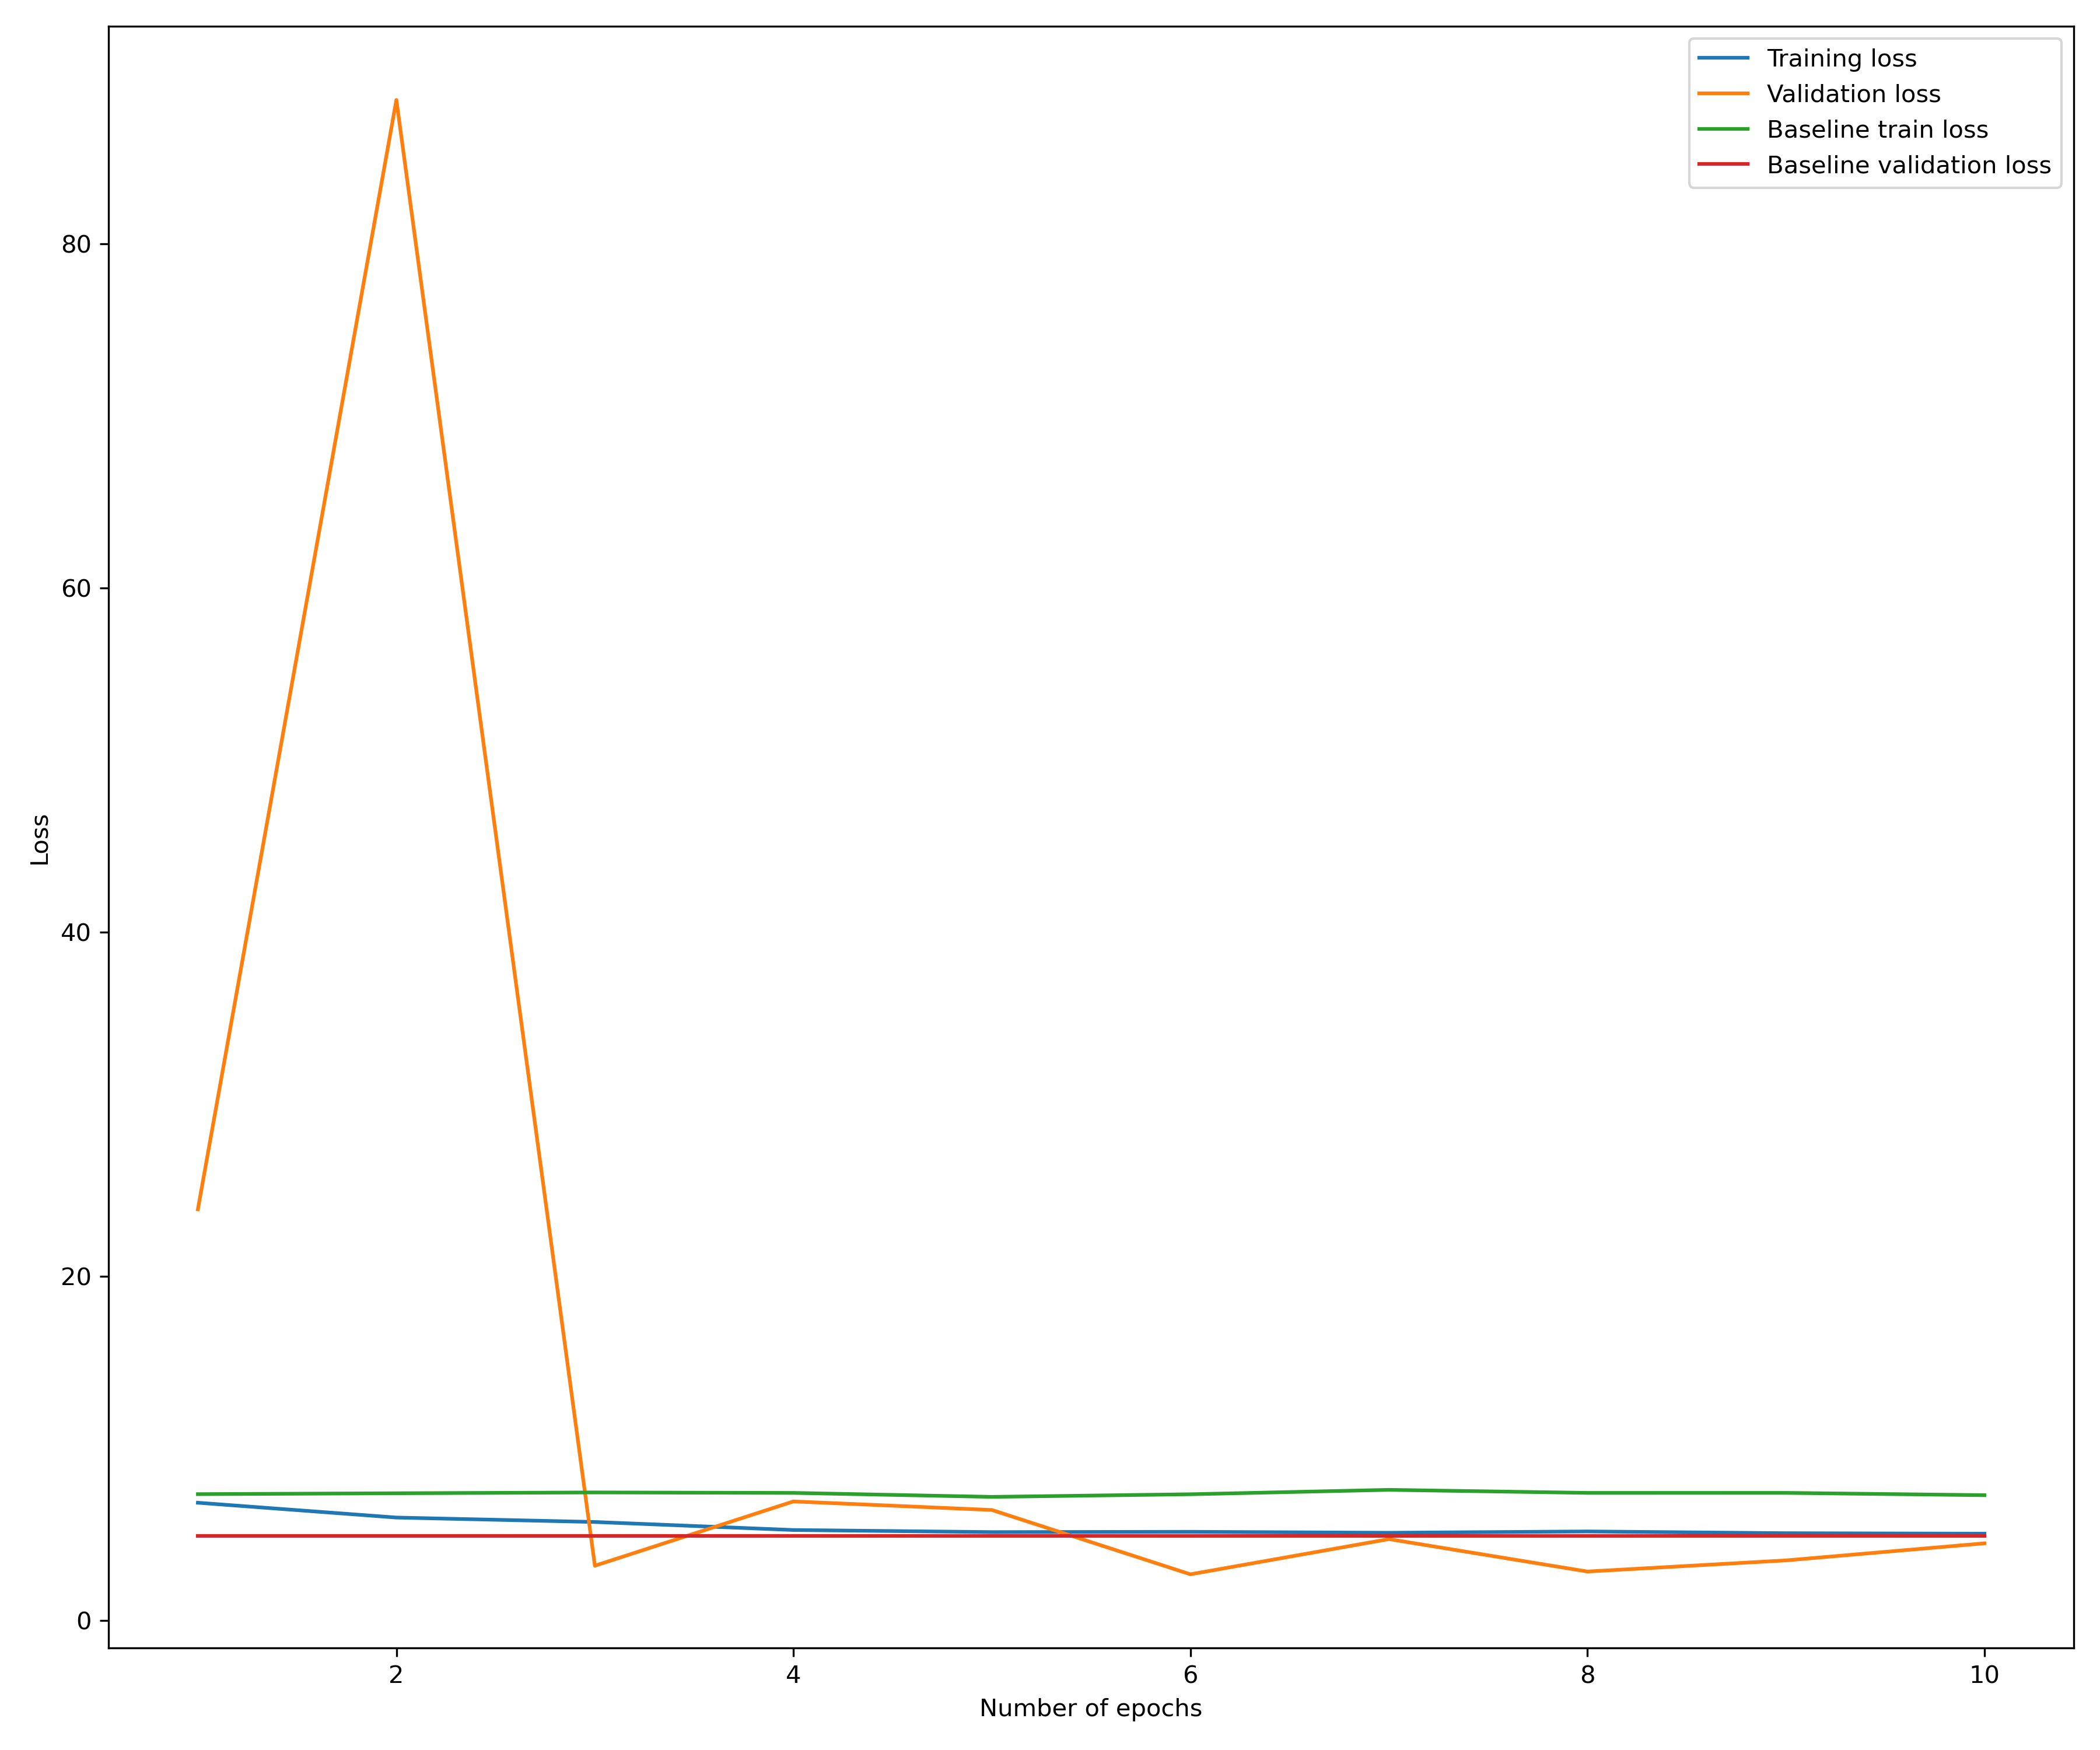 Training loss
Validation loss
Baseline train loss
Baseline validation loss
80
60
40
20
0
Loss
2 4 6 8 10
Number of epochs